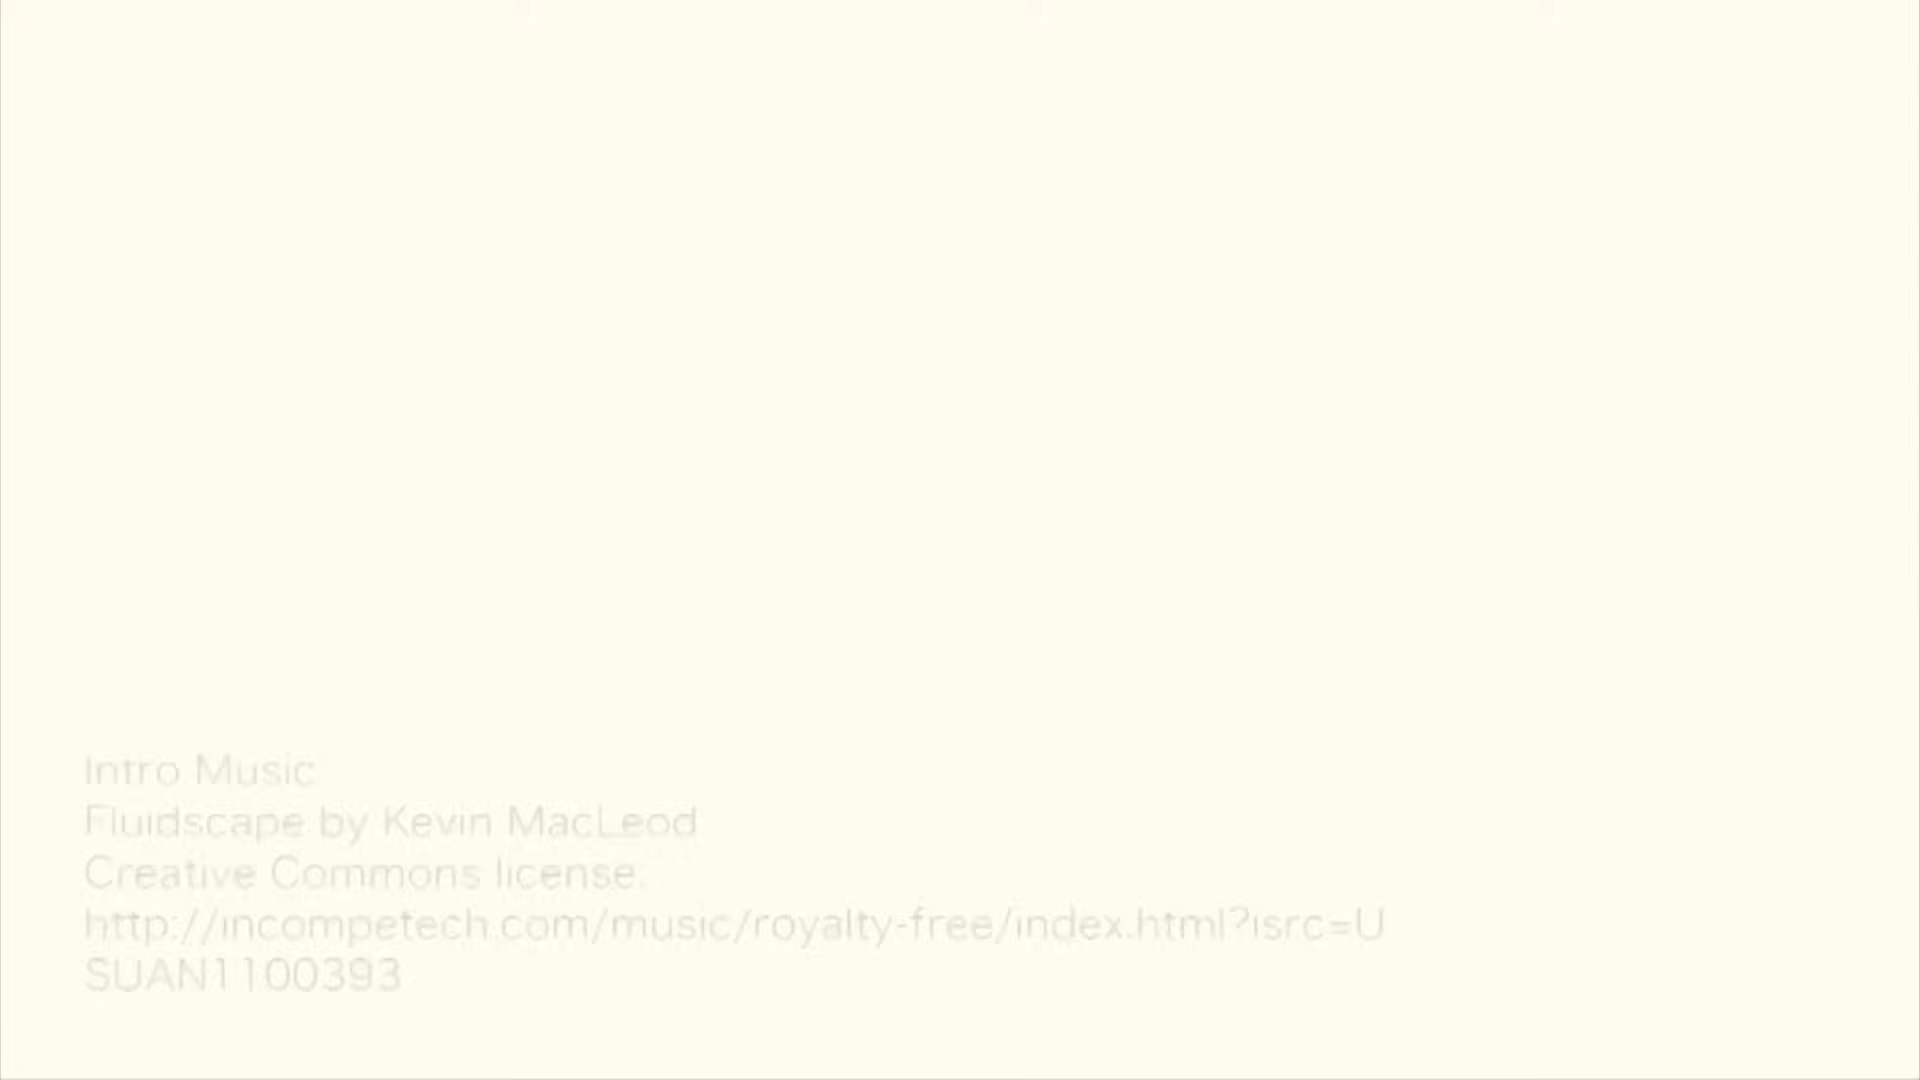 Intro Music
Fluidscape by Kevin MacLeod
Creative Commons license:
http://incompetech.com/music/royalty-free/index.html?isrc=U
SUAN1100393